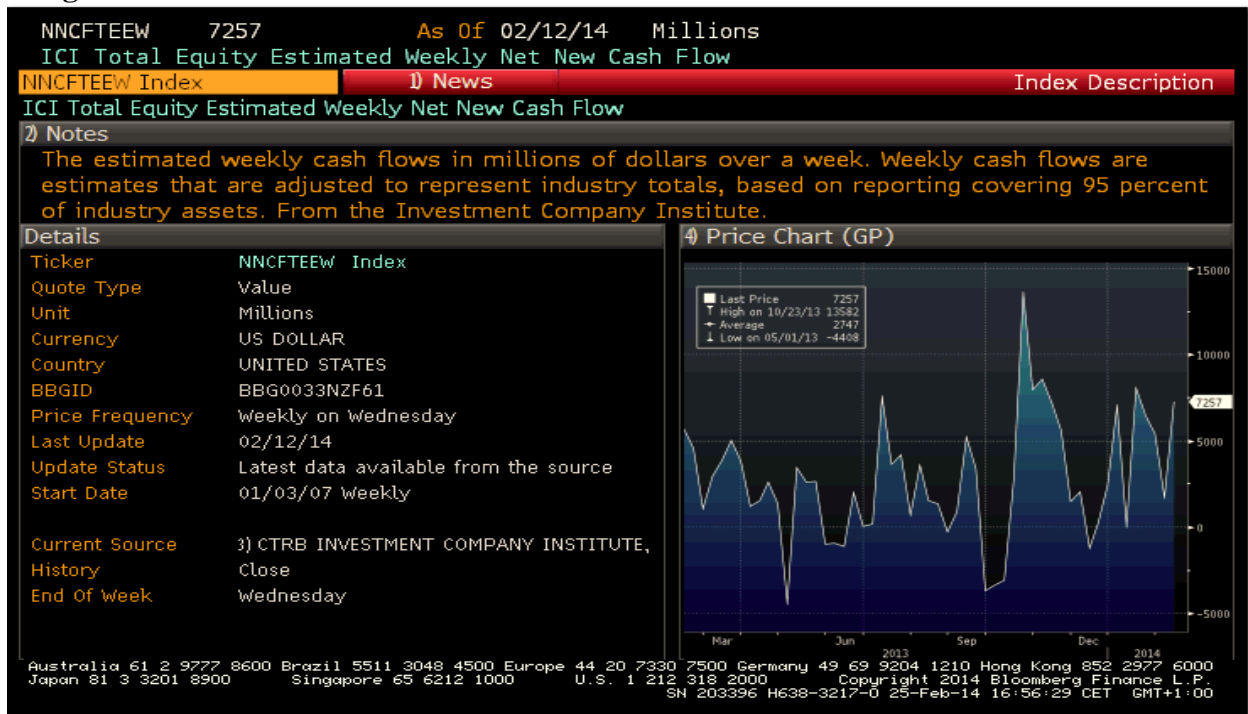 NNCFTEEW 7257 As Of 02/12/14 Millions
ICI Total Equity Estimated Weekly Net New Cash Flow
NNCFTEEW Index 1) News Index Description
ICI Total Equity Estimated Weekly Net New Cash Flow
2) Notes
The estimated weekly cash flows in millions of dollars over a week. Weekly cash flows are
estimates that are adjusted to represent industry totals, based on reporting covering 95 percent
of industry assets. From the Investment Company Institute.
Details
Ticker NNCFTEEW Index
Quote Type Value
Unit Millions
Currency US DOLLAR
Country UNITED STATES
BBGID BBG0033NZF61
Price Frequency Weekly on Wednesday
Last Update 02/12/14
Update Status Latest data available from the source
Start Date 01/03/07 Weekly
Current Source 3) CTRB INVESTMENT COMPANY INSTITUTE,
History Close
End Of Week Wednesday
4) Price Chart (GP)
Last Price 7257
High on 10/23/13 13582
Average 2747
Low on 05/01/13 -4408
15000
10000
7257
5000
0
-5000
Mar Jun Sep Dec
2013 2014
Australia 61 2 9777 8600 Brazil 5511 3048 4500 Europe 44 20 7330 7500 Germany 49 69 9204 1210 Hong Kong 852 2977 6000
Japan 81 3 3201 8900 Singapore 65 6212 1000 U.S. 1 212 318 2000 Copyright 2014 Bloomberg Finance L.P.
SN 203396 H638-3217-0 25-Feb-14 16:56:29 CET GMT+1:00